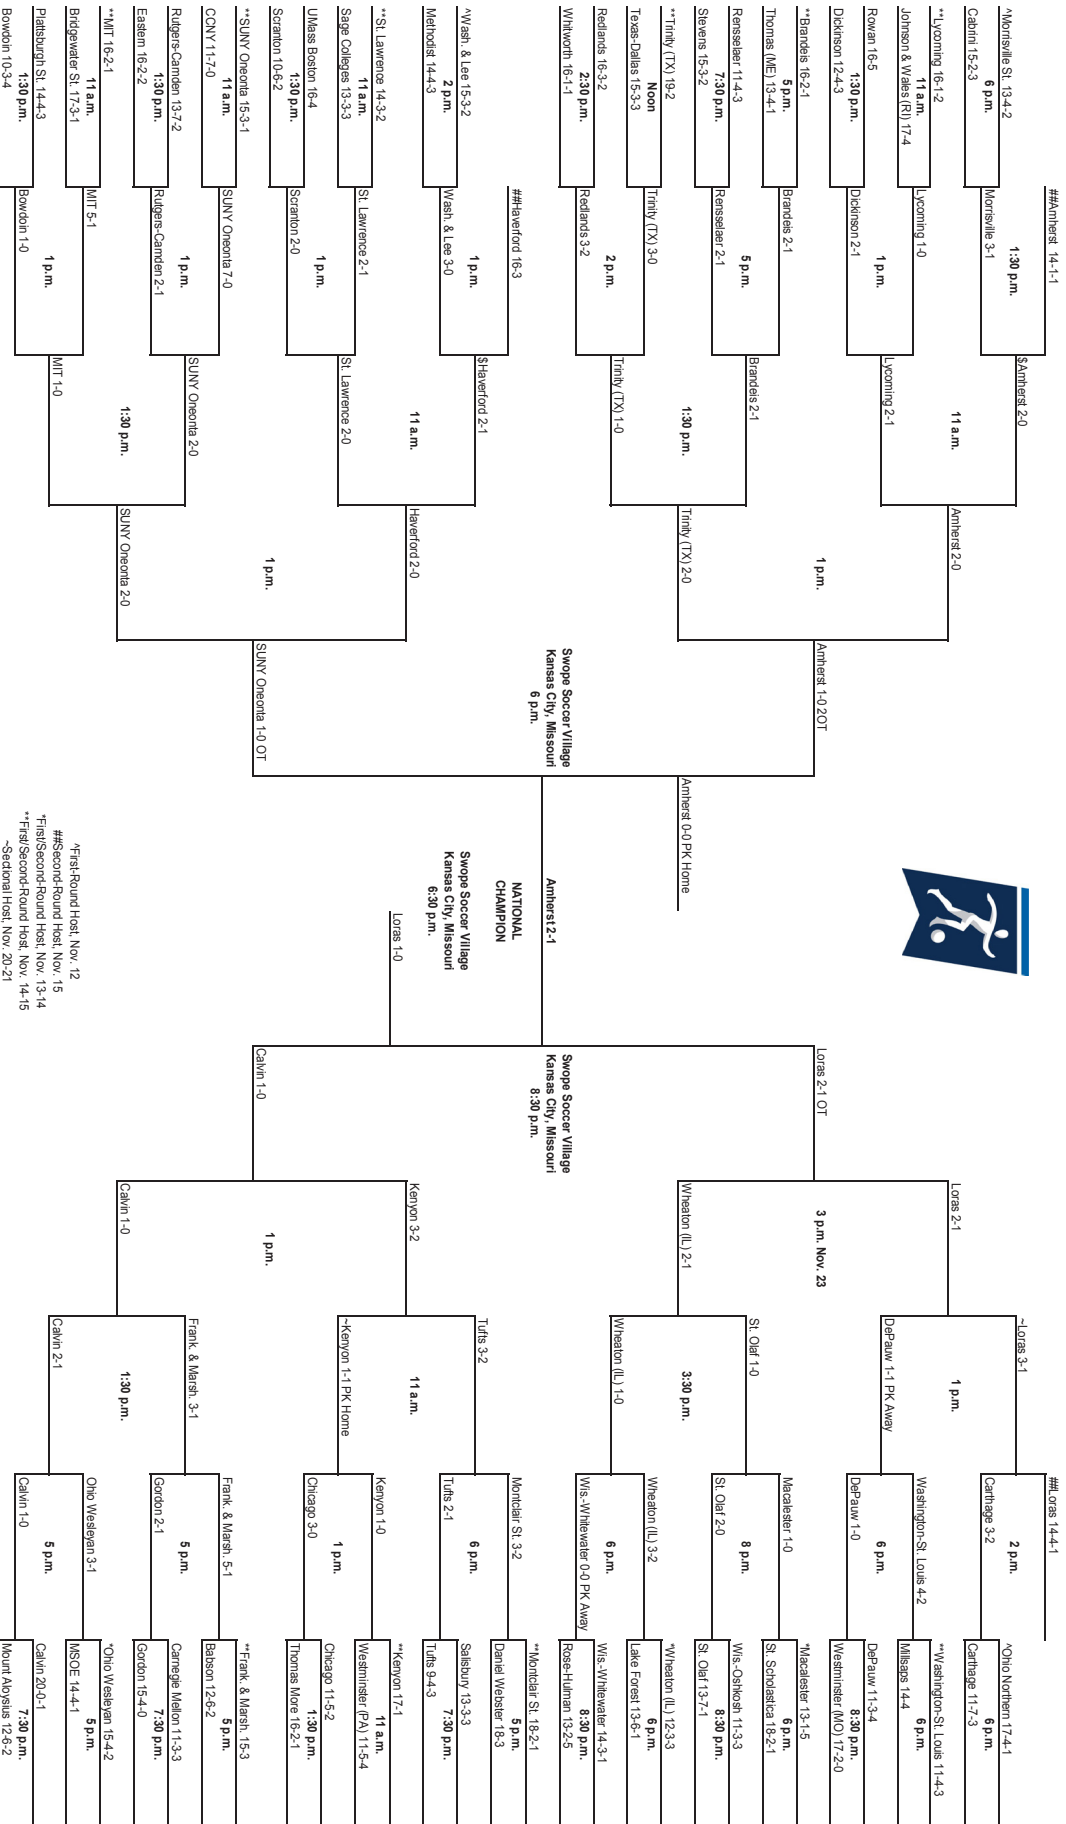 ^Morrisville St. 13-4-2
6 p.m.
Cabrini 15-2-3
**Lycoming 16-1-2
11 a.m.
Johnson & Wales (RI) 17-4
Rowan 16-5
1:30 p.m.
Dickinson 12-4-3
**Brandeis 16-2-1
5 p.m.
Thomas (ME) 13-4-1
Rensselaer 11-4-3
7:30 p.m.
Stevens 15-3-2
**Trinity (TX) 19-2
Noon
Texas-Dallas 15-3-3
Redlands 16-3-2
2:30 p.m.
Whitworth 16-1-1
^Wash. & Lee 15-3-2
2 p.m.
Methodist 14-4-3
**St. Lawrence 14-3-2
11 a.m.
Sage Colleges 13-3-3
UMass Boston 16-4
1:30 p.m.
Scranton 10-6-2
**SUNY Oneonta 15-3-1
11 a.m.
CCNY 11-7-0
Rutgers-Camden 13-7-2
1:30 p.m.
Eastern 16-2-2
**MIT 16-2-1
11 a.m.
Bridgewater St. 17-3-1
Plattsburgh St. 14-4-3
1:30 p.m.
Bowdoin 10-3-4
##Amherst 14-1-1
1:30 p.m.
Morrisville 3-1
Lycoming 1-0
1 p.m.
Dickinson 2-1
Brandeis 2-1
5 p.m.
Rensselaer 2-1
Trinity (TX) 3-0
2 p.m.
Redlands 3-2
##Haverford 16-3
1 p.m.
Wash. & Lee 3-0
St. Lawrence 2-1
1 p.m.
Scranton 2-0
SUNY Oneonta 7-0
1 p.m.
Rutgers-Camden 2-1
MIT 5-1
1 p.m.
Bowdoin 1-0
$Amherst 2-0
11 a.m.
Lycoming 2-1
Brandeis 2-1
1:30 p.m.
Trinity (TX) 1-0
$Haverford 2-1
11 a.m.
St. Lawrence 2-0
SUNY Oneonta 2-0
1:30 p.m.
MIT 1-0
Amherst 2-0
1 p.m.
Trinity (TX) 2-0
Haverford 2-0
1 p.m.
SUNY Oneonta 2-0
Amherst 1-0 2OT
Swope Soccer Village
Kansas City, Missouri
6 p.m.
SUNY Oneonta 1-0 OT
Amherst 0-0 PK Home
Amherst 2-1
NATIONAL
CHAMPION
Swope Soccer Village
Kansas City, Missouri
6:30 p.m.
Loras 1-0
^First-Round Host, Nov. 12
##Second-Round Host, Nov. 15
*First/Second-Round Host, Nov. 13-14
**First/Second-Round Host, Nov. 14-15
~Sectional Host, Nov. 20-21
Loras 2-1 OT
Swope Soccer Village
Kansas City, Missouri
8:30 p.m.
Calvin 1-0
Loras 2-1
3 p.m. Nov. 23
Wheaton (IL) 2-1
Kenyon 3-2
1 p.m.
Calvin 1-0
~Loras 3-1
1 p.m.
DePauw 1-1 PK Away
St. Olaf 1-0
3:30 p.m.
Wheaton (IL) 1-0
Tufts 3-2
11 a.m.
~Kenyon 1-1 PK Home
Frank. & Marsh. 3-1
1:30 p.m.
Calvin 2-1
##Loras 14-4-1
2 p.m.
Carthage 3-2
Washington-St. Louis 4-2
6 p.m.
DePauw 1-0
Macalester 1-0
8 p.m.
St. Olaf 2-0
Wheaton (IL) 3-2
6 p.m.
Wis.-Whitewater 0-0 PK Away
Montclair St. 3-2
6 p.m.
Tufts 2-1
Kenyon 1-0
1 p.m.
Chicago 3-0
Frank. & Marsh. 5-1
5 p.m.
Gordon 2-1
Ohio Wesleyan 3-1
5 p.m.
Calvin 1-0
^Ohio Northern 17-4-1
6 p.m.
Carthage 11-7-3
**Washington-St. Louis 11-4-3
6 p.m.
Millsaps 14-4
DePauw 11-3-4
8:30 p.m.
Westminster (MO) 17-2-0
*Macalester 13-1-5
6 p.m.
St. Scholastica 18-2-1
Wis.-Oshkosh 11-3-3
8:30 p.m.
St. Olaf 13-7-1
*Wheaton (IL) 12-3-3
6 p.m.
Lake Forest 13-6-1
Wis.-Whitewater 14-3-1
8:30 p.m.
Rose-Hulman 13-2-5
**Montclair St. 18-2-1
5 p.m.
Daniel Webster 18-3
Salisbury 13-3-3
7:30 p.m.
Tufts 9-4-3
**Kenyon 17-1
11 a.m.
Westminster (PA) 11-5-4
Chicago 11-5-2
1:30 p.m.
Thomas More 16-2-1
**Frank. & Marsh. 15-3
5 p.m.
Babson 12-6-2
Carnegie Mellon 11-3-3
7:30 p.m.
Gordon 15-4-0
*Ohio Wesleyan 15-4-2
5 p.m.
MSOE 14-4-1
Calvin 20-0-1
7:30 p.m.
Mount Aloysius 12-6-2